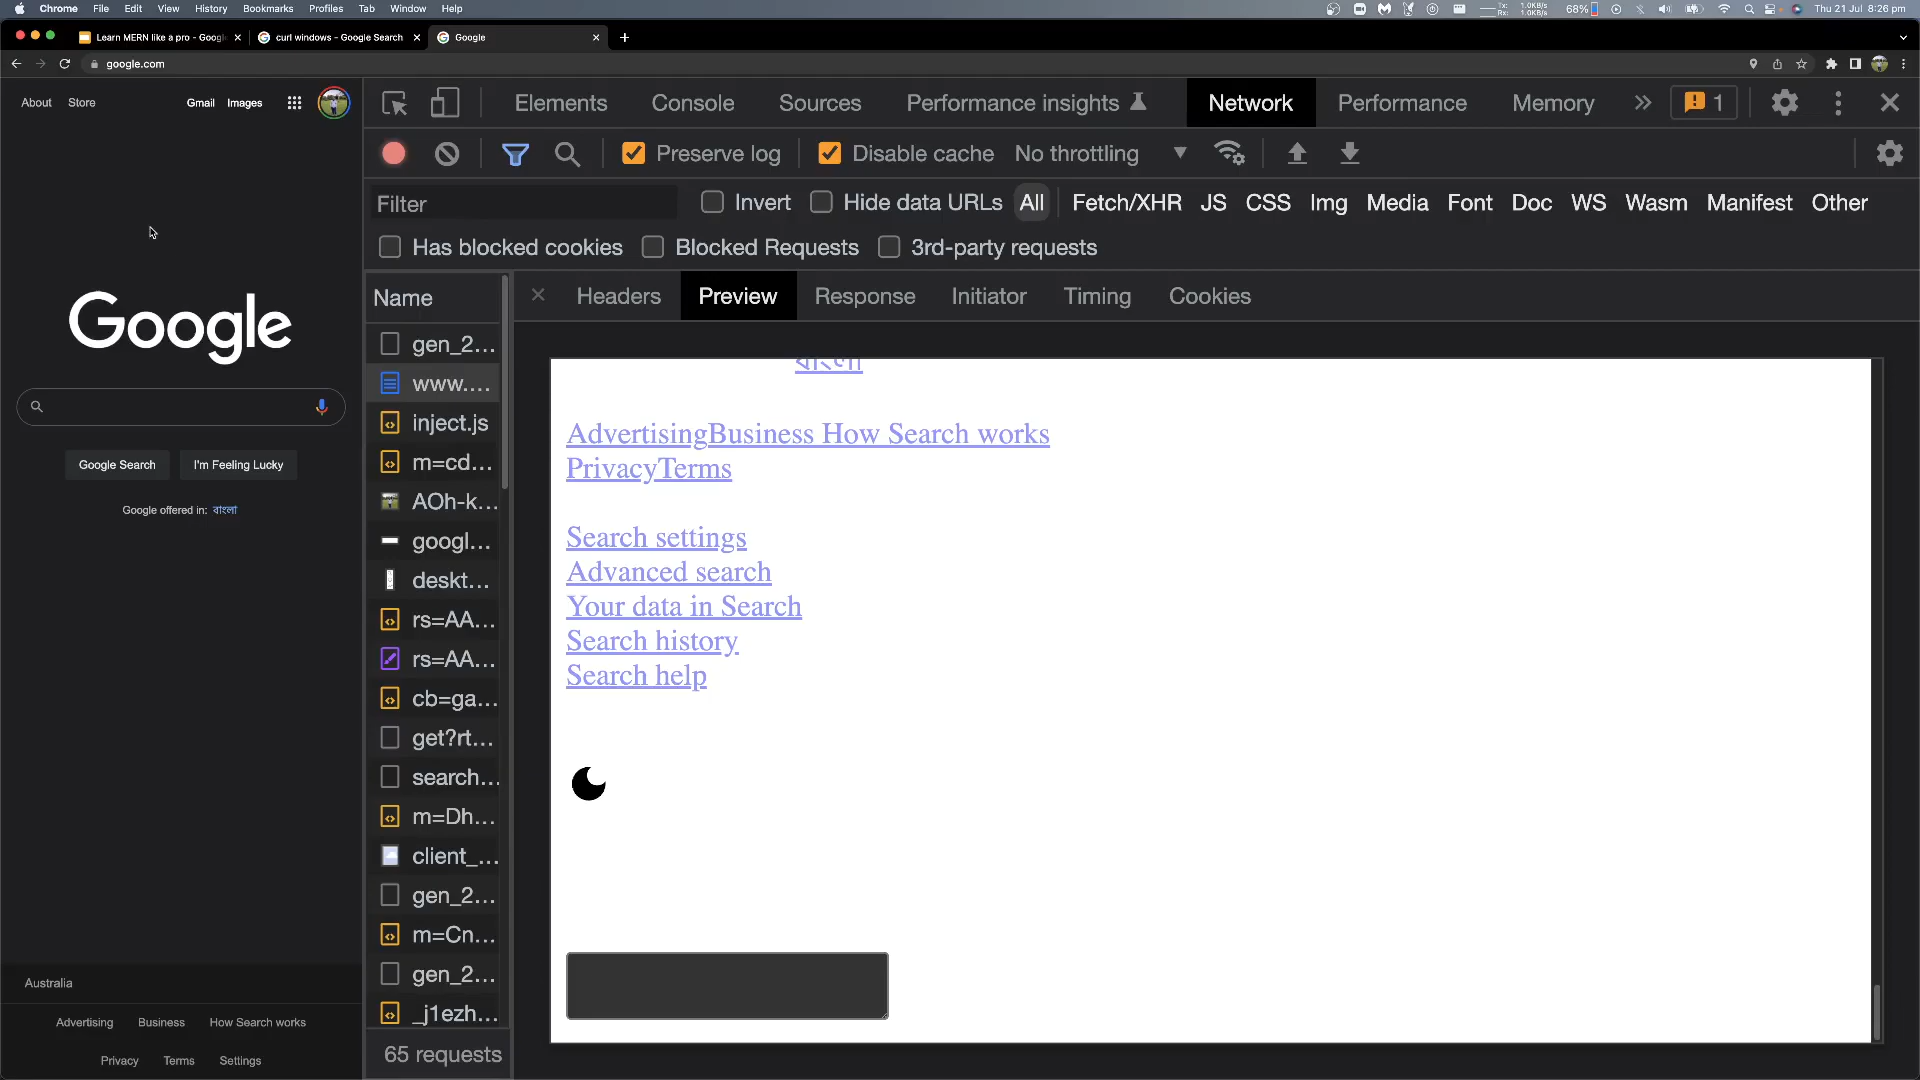 Chrome File Edit View History Bookmarks Profiles Tab Window Help
Tx: 1.0KB/s
Rx: 1.0KB/s
68% Thu 21 Jul 8:26 pm
Learn MERN like a pro - Googl
curl windows - Google Search
Google
google.com
About Store Gmail Images
Google
Google Search I'm Feeling Lucky
Google offered in: বাংলা
Australia
Advertising Business How Search works
Privacy Terms Settings
Elements Console Sources Performance insights Network Performance Memory 1
Preserve log Disable cache No throttling
Filter Invert Hide data URLs All Fetch/XHR JS CSS Img Media Font Doc WS Wasm Manifest Other
Has blocked cookies Blocked Requests 3rd-party requests
Name
gen_2...
www....
inject.js
m=cd...
AOh-k...
googl...
deskt...
rs=AA...
rs=AA...
cb=ga...
get?rt...
search...
m=Dh...
client_...
gen_2...
m=Cn...
gen_2...
_j1ezh...
65 requests
Headers Preview Response Initiator Timing Cookies
বাংলা
AdvertisingBusiness How Search works
PrivacyTerms
Search settings
Advanced search
Your data in Search
Search history
Search help